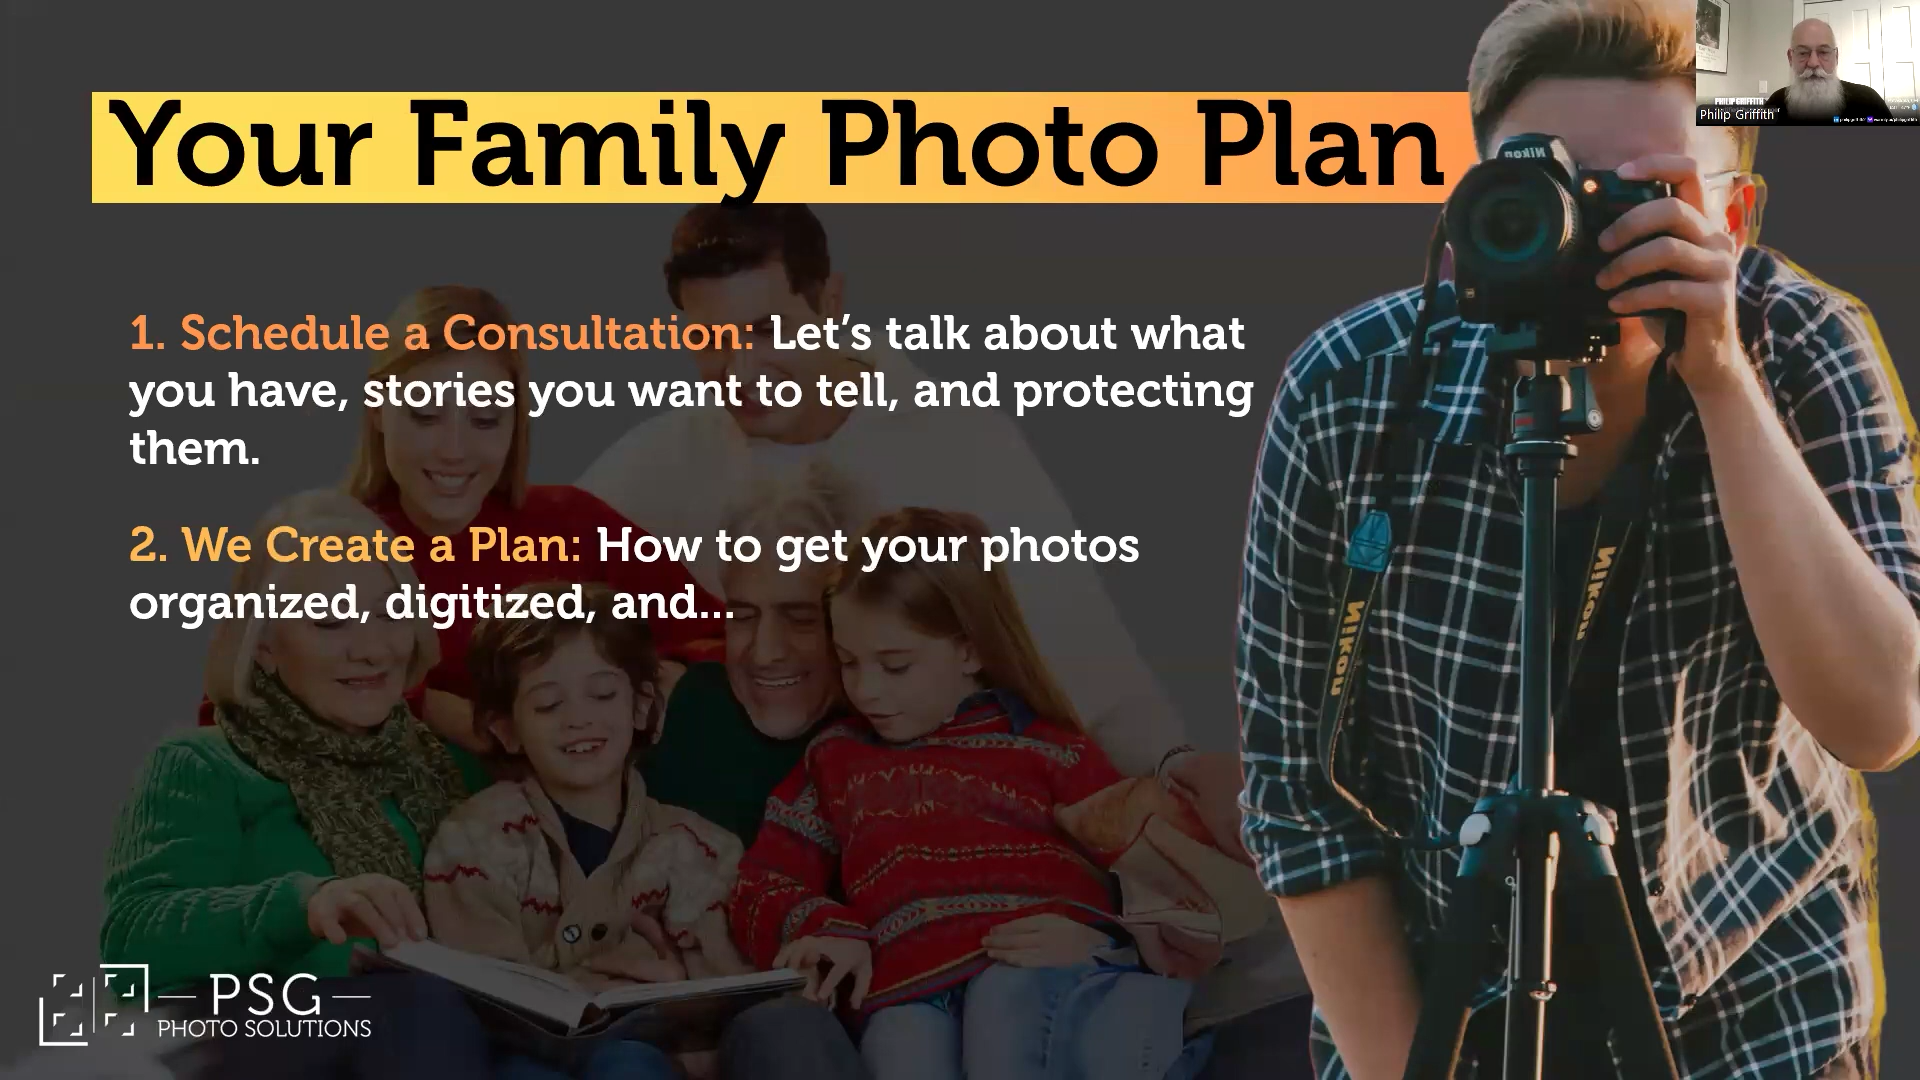 Your Family Photo Plan
1. Schedule a Consultation: Let's talk about what
you have, stories you want to tell, and protecting
them.
2. We Create a Plan: How to get your photos
organized, digitized, and...
PSG
PHOTO SOLUTIONS
PHILIP GRIFFITH
Philip Griffith
Nikon
Nikon
Nikon